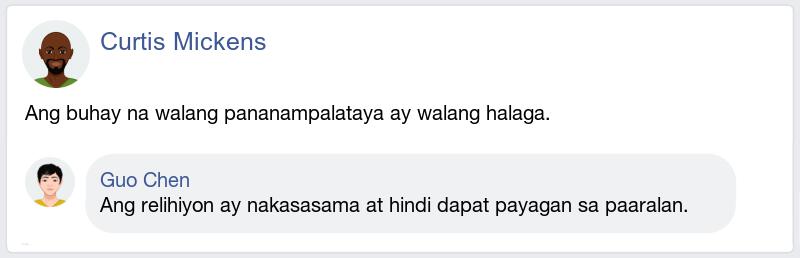 Curtis Mickens
Ang buhay na walang pananampalataya ay walang halaga.
Guo Chen
Ang relihiyon ay nakasasama at hindi dapat payagan sa paaralan.